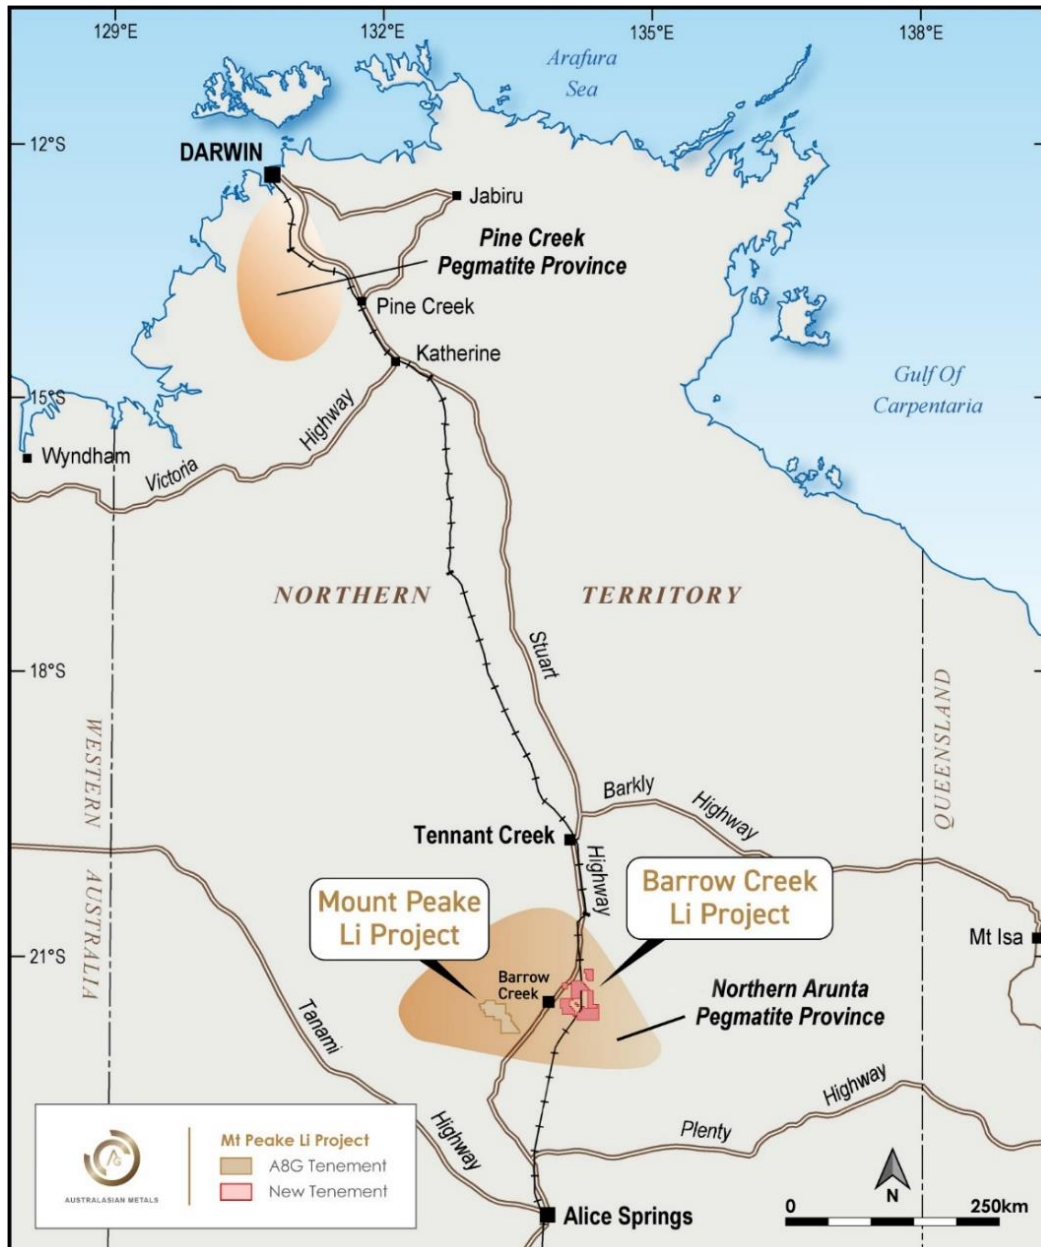 129°E
132°E
135°E
138°E
Arafura
Sea
12°S
DARWIN
Jabiru
Pine Creek
Pegmatite Province
Pine Creek
Katherine
Gulf Of
Carpentaria
15°S
Wyndham
Victoria
Highway
NORTHERN TERRITORY
Stuart
18°S
WESTERN
AUSTRALIA
QUEENSLAND
Barkly
Highway
Tennant Creek
Highway
Mount Peake
Li Project
Barrow Creek
Li Project
Mt Isa
21°S
Barrow
Creek
Northern Arunta
Pegmatite Province
Tanami
Highway
Plenty
Highway
AG
AUSTRALASIAN METALS
Mt Peake Li Project
A8G Tenement
New Tenement
N
0 250km
Alice Springs